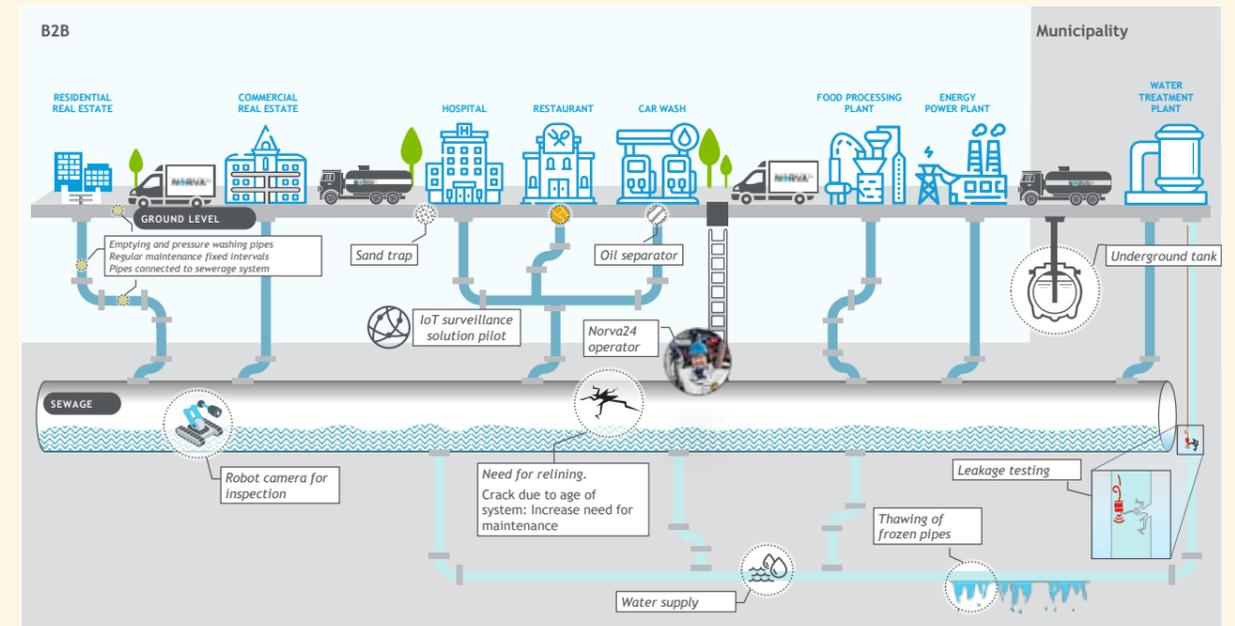 B2B
Municipality
RESIDENTIAL
REAL ESTATE
COMMERCIAL
REAL ESTATE
HOSPITAL
RESTAURANT
CAR WASH
FOOD PROCESSING
PLANT
ENERGY
POWER PLANT
WATER
TREATMENT
PLANT
NORVA
NORVA
GROUND LEVEL
Emptying and pressure washing pipes
Regular maintenance fixed intervals
Pipes connected to sewerage system
Sand trap
Oil separator
Underground tank
IoT surveillance
solution pilot
Norva24
operator
SEWAGE
Robot camera for
inspection
Need for relining.
Crack due to age of
system: Increase need for
maintenance
Leakage testing
Thawing of
frozen pipes
Water supply